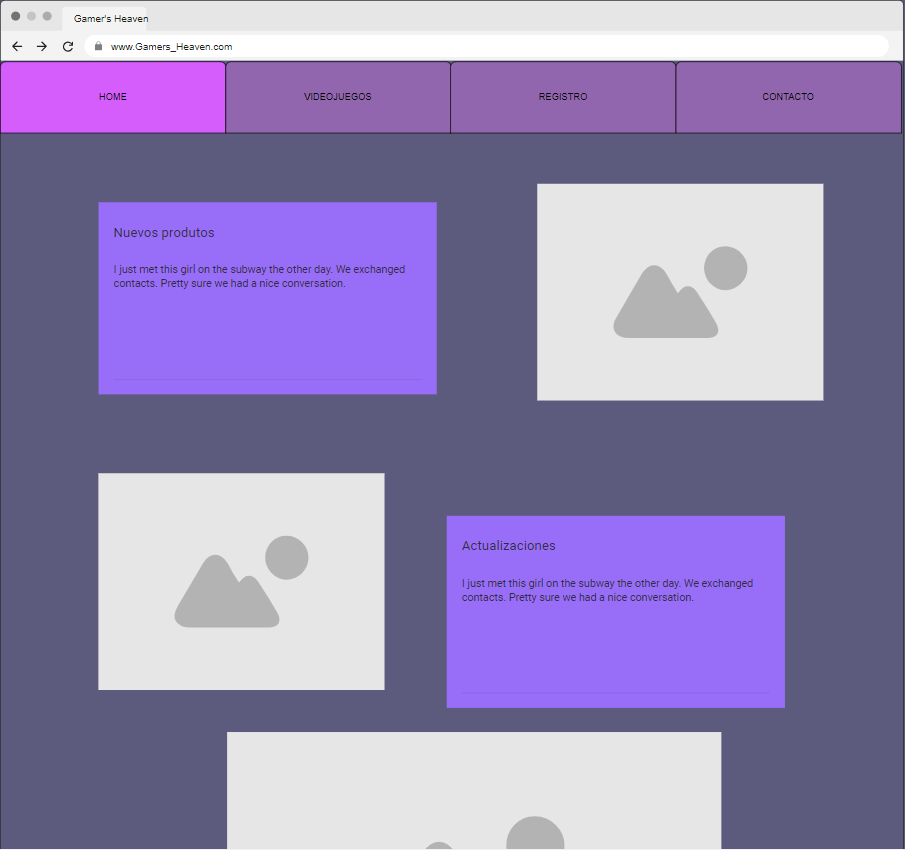 Gamer's Heaven
www.Gamers_Heaven.com
HOME VIDEOJUEGOS REGISTRO CONTACTO
Nuevos produtos
I just met this girl on the subway the other day. We exchanged
contacts. Pretty sure we had a nice conversation.
Actualizaciones
I just met this girl on the subway the other day. We exchanged
contacts. Pretty sure we had a nice conversation.